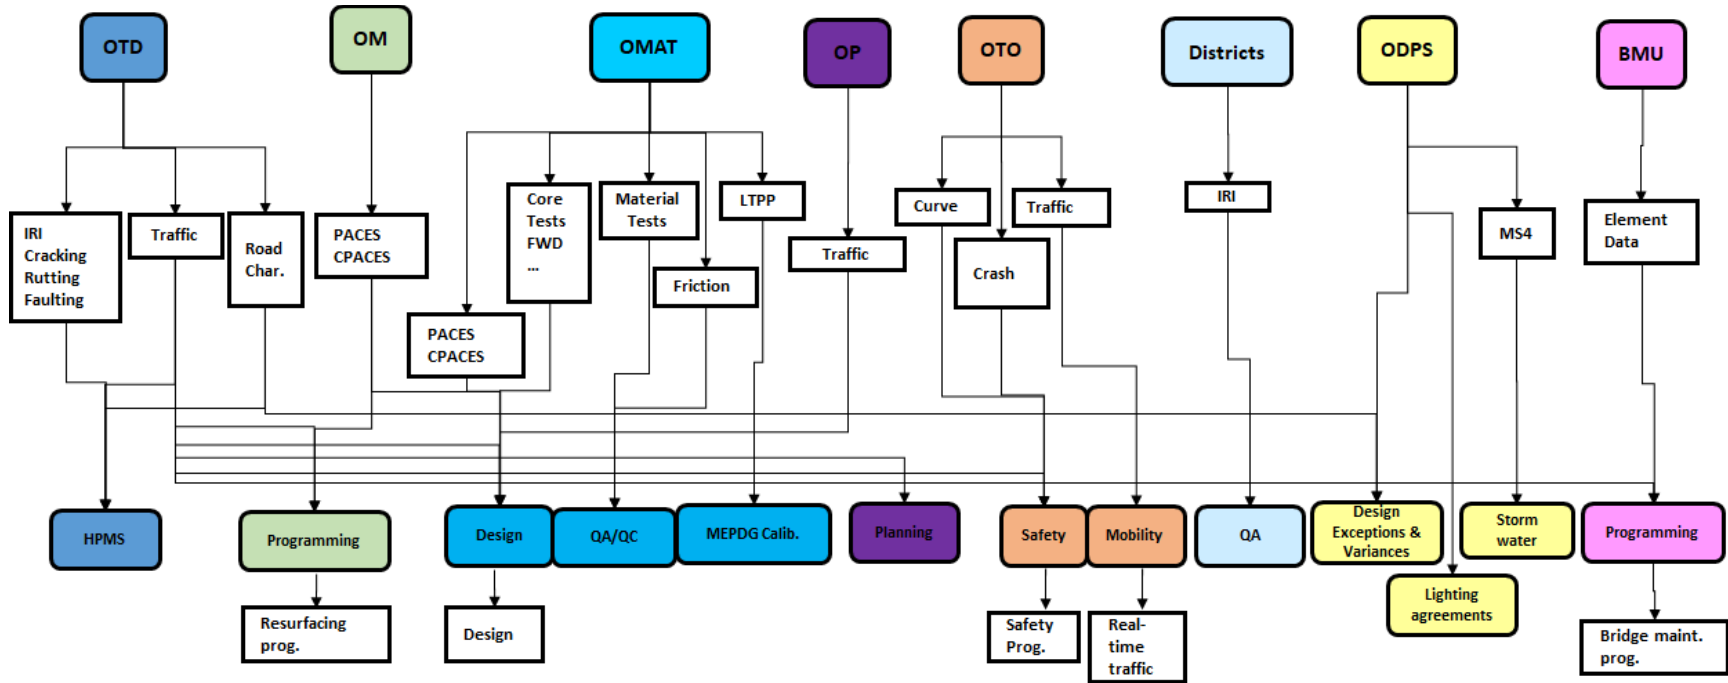 OTD
OM
OMAT
OP
OTO
Districts
ODPS
BMU
IRI
Cracking
Rutting
Faulting
Traffic
Road
Char.
PACES
CPACES
PACES
CPACES
Core
Tests
FWD
...
Material
Tests
Friction
LTPP
Traffic
Curve
Crash
Traffic
IRI
MS4
Element
Data
HPMS
Programming
Design
QA/QC
MEPDG Calib.
Planning
Safety
Mobility
QA
Design
Exceptions &
Variances
Storm
water
Programming
Lighting
agreements
Resurfacing
prog.
Design
Safety
Prog.
Real-
time
traffic
Bridge maint.
prog.